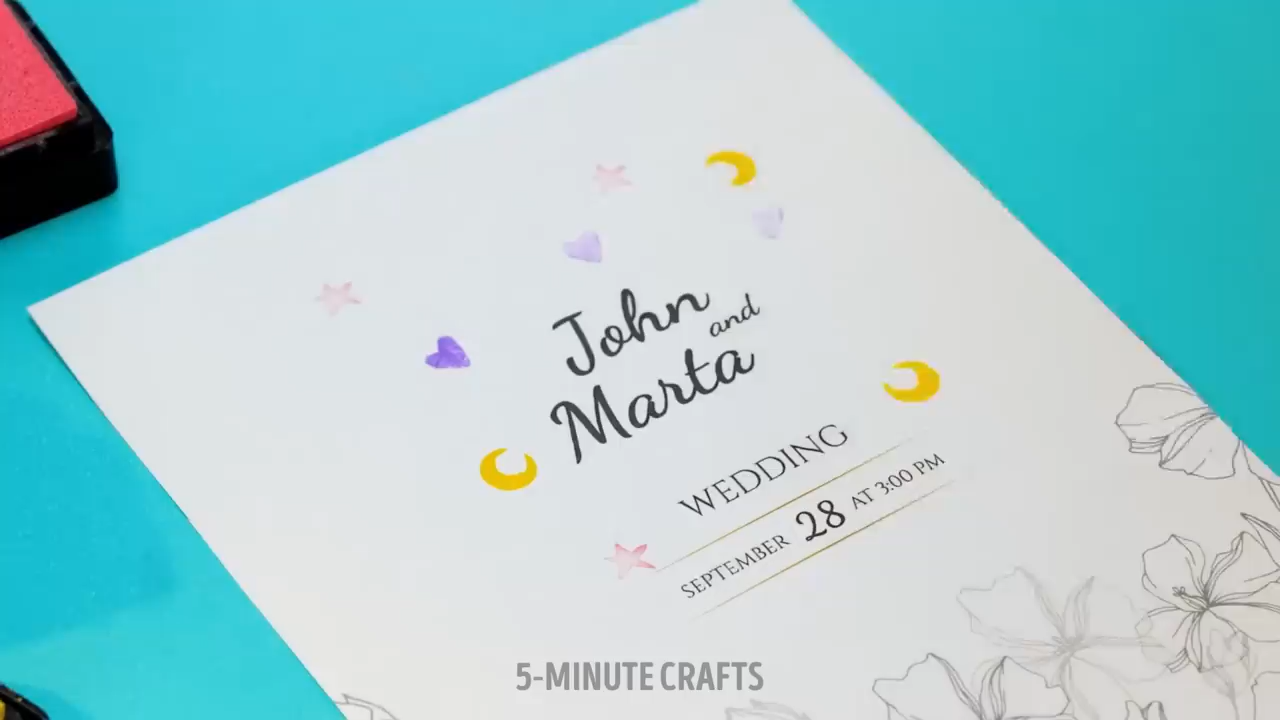 John
and
Marta
WEDDING
SEPTEMBER 28 AT 3:00 PM
5-MINUTE CRAFTS